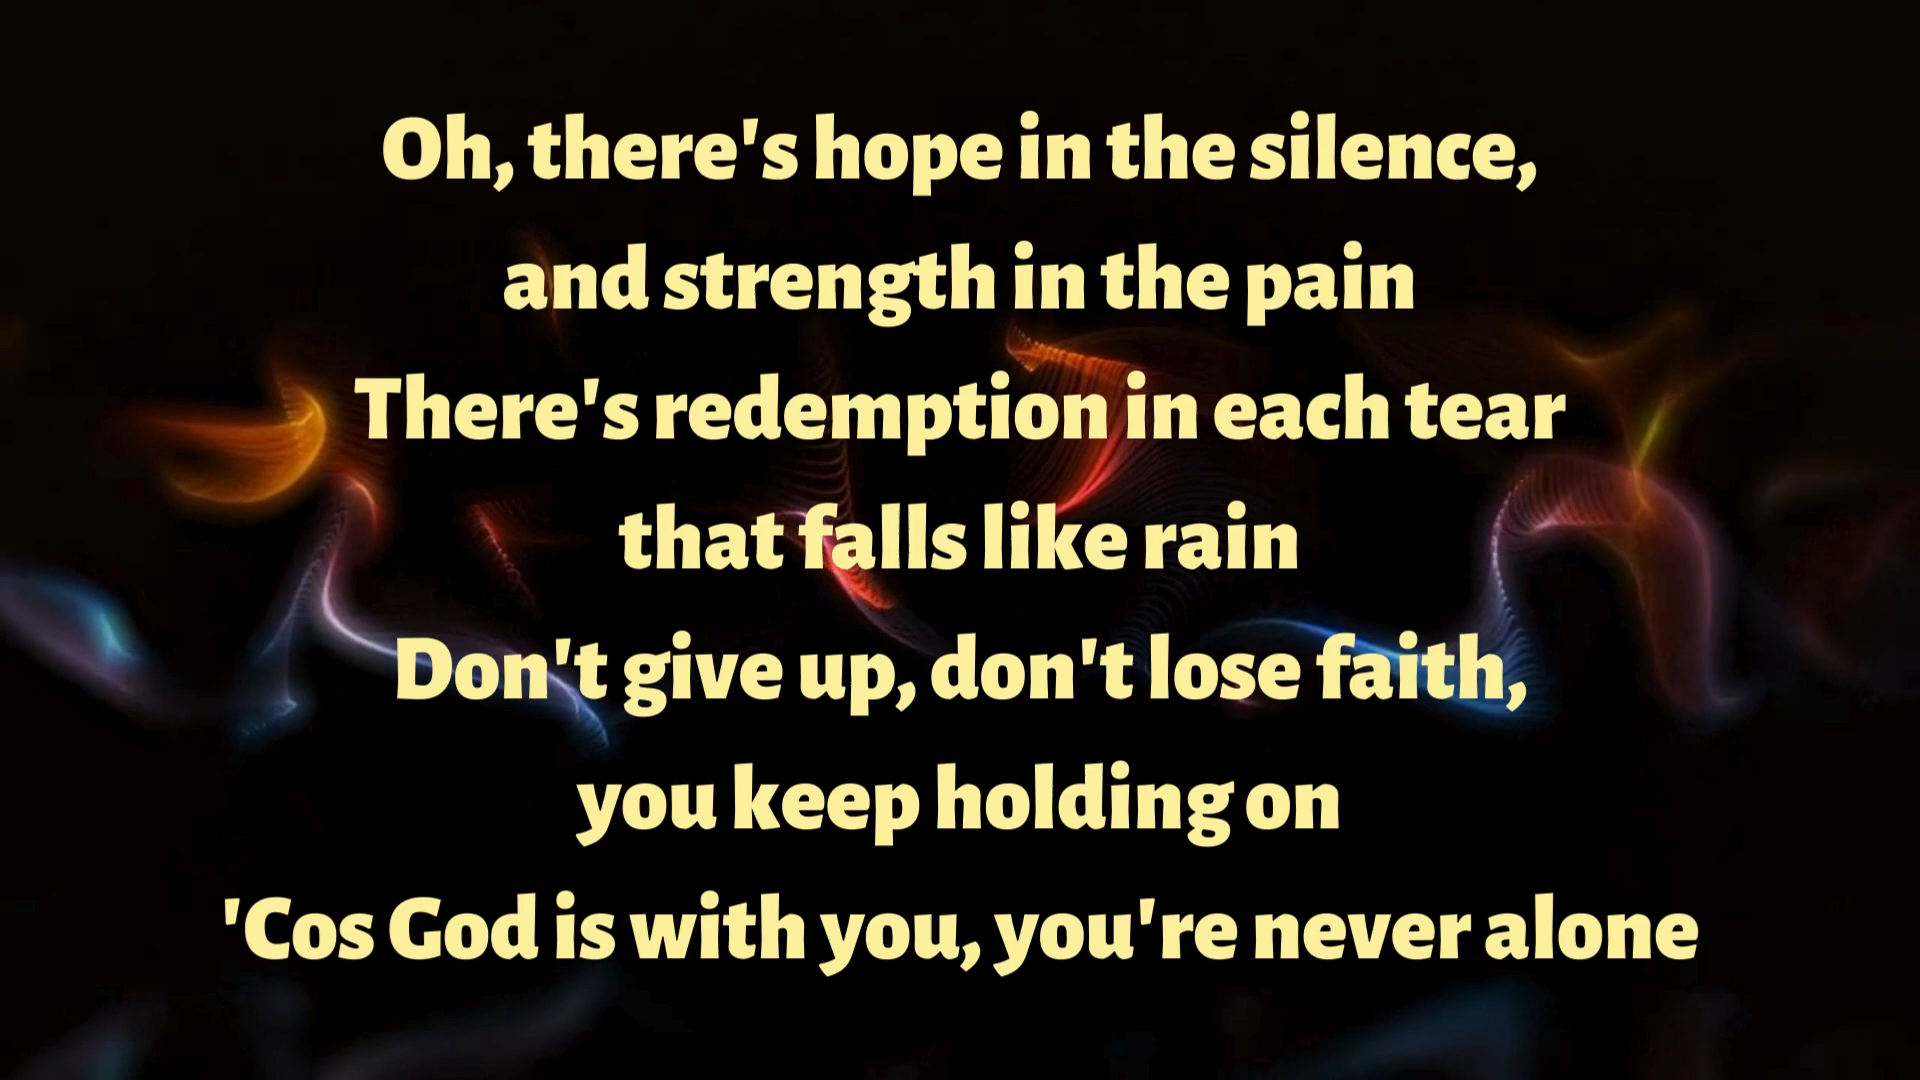 Oh, there's hope in the silence,
and strength in the pain
There's redemption in each tear
that falls like rain
Don't give up, don't lose faith,
you keep holding on
'Cos God is with you, you're never alone